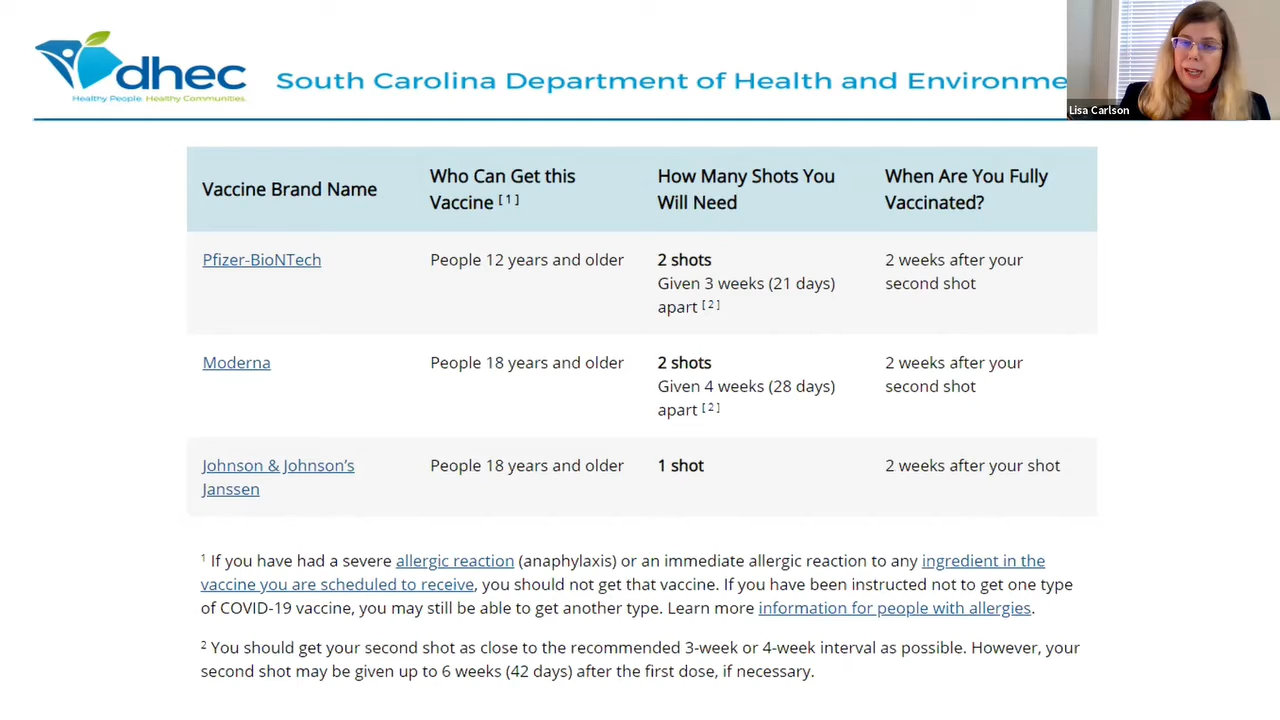 dhec
Healthy People. Healthy Communities.
South Carolina Department of Health and Environme
Lisa Carlson
Vaccine Brand Name
Who Can Get this
Vaccine [1]
How Many Shots You
Will Need
When Are You Fully
Vaccinated?
Pfizer-BioNTech
People 12 years and older
2 shots
Given 3 weeks (21 days)
apart [2]
2 weeks after your
second shot
Moderna
People 18 years and older
2 shots
Given 4 weeks (28 days)
apart [2]
2 weeks after your
second shot
Johnson & Johnson's
Janssen
People 18 years and older
1 shot
2 weeks after your shot
1 If you have had a severe allergic reaction (anaphylaxis) or an immediate allergic reaction to any ingredient in the
vaccine you are scheduled to receive, you should not get that vaccine. If you have been instructed not to get one type
of COVID-19 vaccine, you may still be able to get another type. Learn more information for people with allergies.
2 You should get your second shot as close to the recommended 3-week or 4-week interval as possible. However, your
second shot may be given up to 6 weeks (42 days) after the first dose, if necessary.